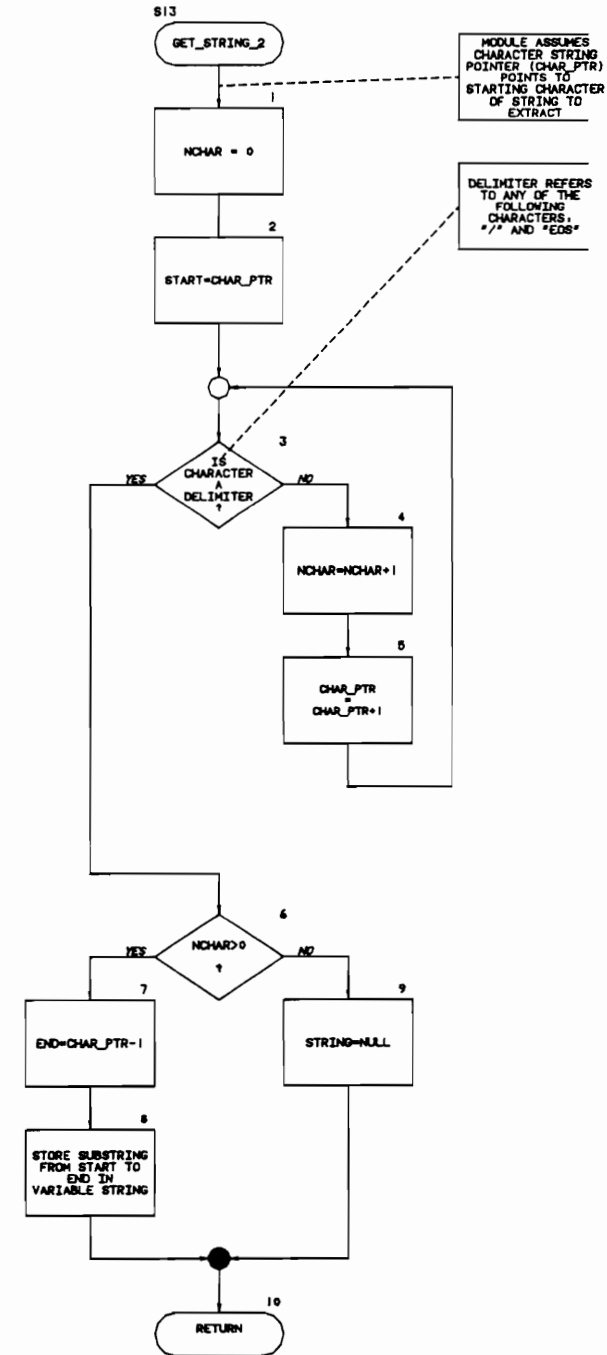 S13
GET_STRING_2
MODULE ASSUMES
CHARACTER STRING
POINTER (CHAR_PTR)
POINTS TO
STARTING CHARACTER
OF STRING TO
EXTRACT
1
NCHAR = 0
DELIMITER REFERS
TO ANY OF THE
FOLLOWING
CHARACTERS:
"/" AND "EOS"
2
START=CHAR_PTR
3
IS
CHARACTER
A
DELIMITER
?
YES
NO
4
NCHAR=NCHAR+1
5
CHAR_PTR
=
CHAR_PTR+1
6
NCHAR>0
?
YES
NO
7
END=CHAR_PTR-1
9
STRING=NULL
8
STORE SUBSTRING
FROM START TO
END IN
VARIABLE STRING
10
RETURN